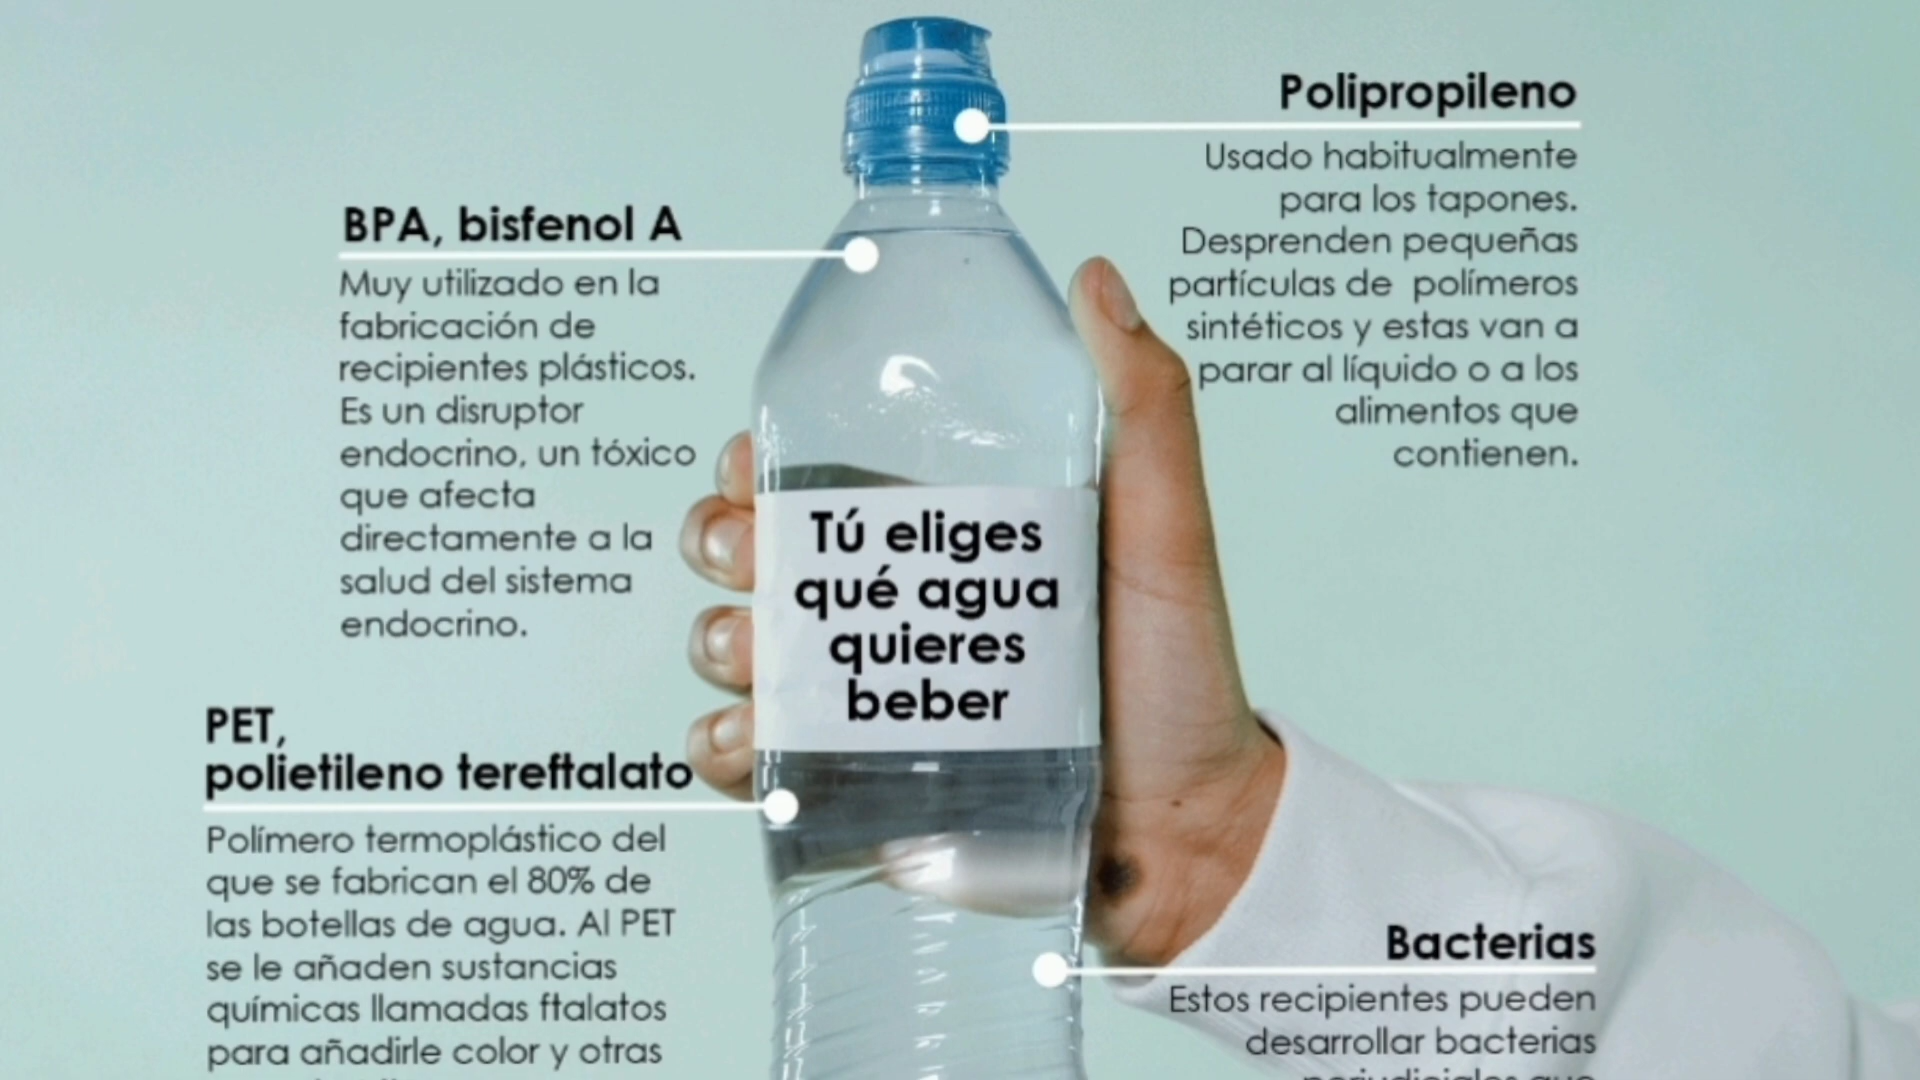 Polipropileno
Usado habitualmente
para los tapones.
Desprenden pequeñas
partículas de polímeros
sintéticos y estas van a
parar al líquido o a los
alimentos que
contienen.
BPA, bisfenol A
Muy utilizado en la
fabricación de
recipientes plásticos.
Es un disruptor
endocrino, un tóxico
que afecta
directamente a la
salud del sistema
endocrino.
Tú eliges
qué agua
quieres
beber
PET,
polietileno tereftalato
Polímero termoplástico del
que se fabrican el 80% de
las botellas de agua. Al PET
se le añaden sustancias
químicas llamadas ftalatos
para añadirle color y otras
Bacterias
Estos recipientes pueden
desarrollar bacterias
perjudiciales que